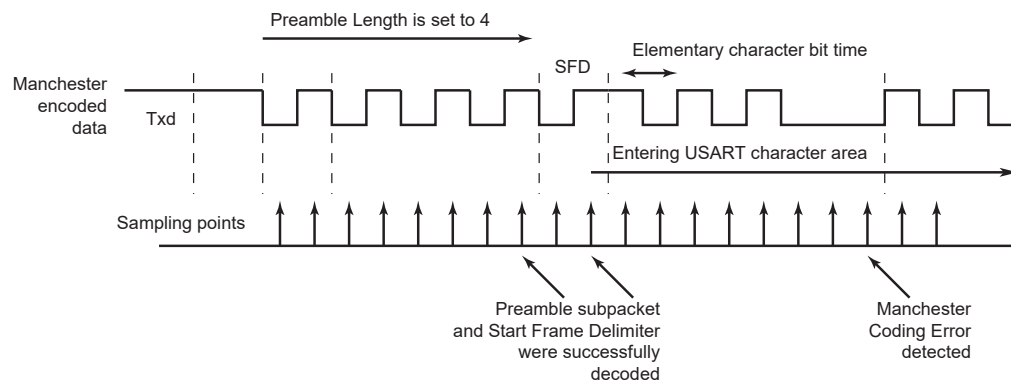 Preamble Length is set to 4
Elementary character bit time
SFD
Manchester
encoded
data
Txd
Entering USART character area
Sampling points
Preamble subpacket
and Start Frame Delimiter
were successfully
decoded
Manchester
Coding Error
detected